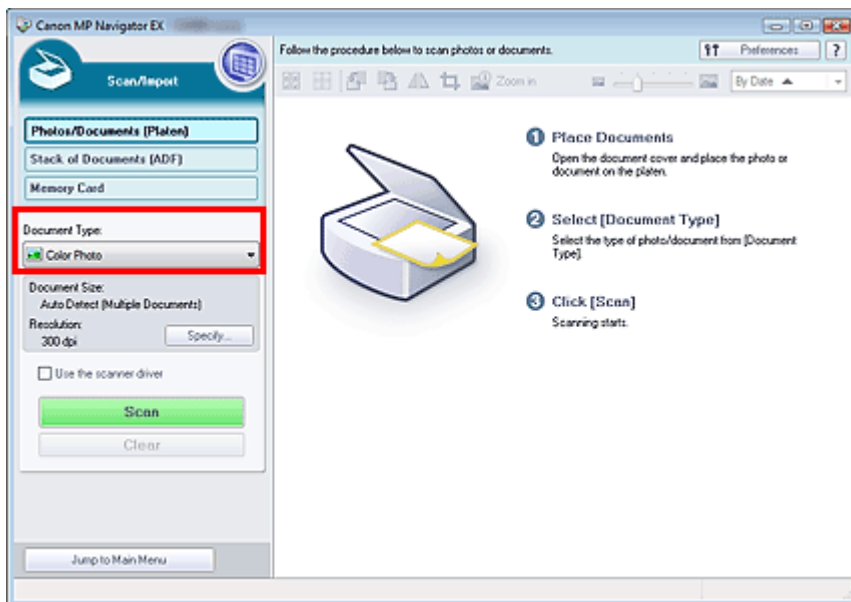 Canon MP Navigator EX
Scan/Import
Photos/Documents (Platen)
Stack of Documents (ADF)
Memory Card
Document Type:
Color Photo
Document Size:
Auto Detect (Multiple Documents)
Resolution:
300 dpi
Specify...
Use the scanner driver
Scan
Clear
Jump to Main Menu
Follow the procedure below to scan photos or documents.
Preferences
?
Zoom in
By Date
1 Place Documents
Open the document cover and place the photo or
document on the platen.
2 Select [Document Type]
Select the type of photo/document from [Document
Type].
3 Click [Scan]
Scanning starts.